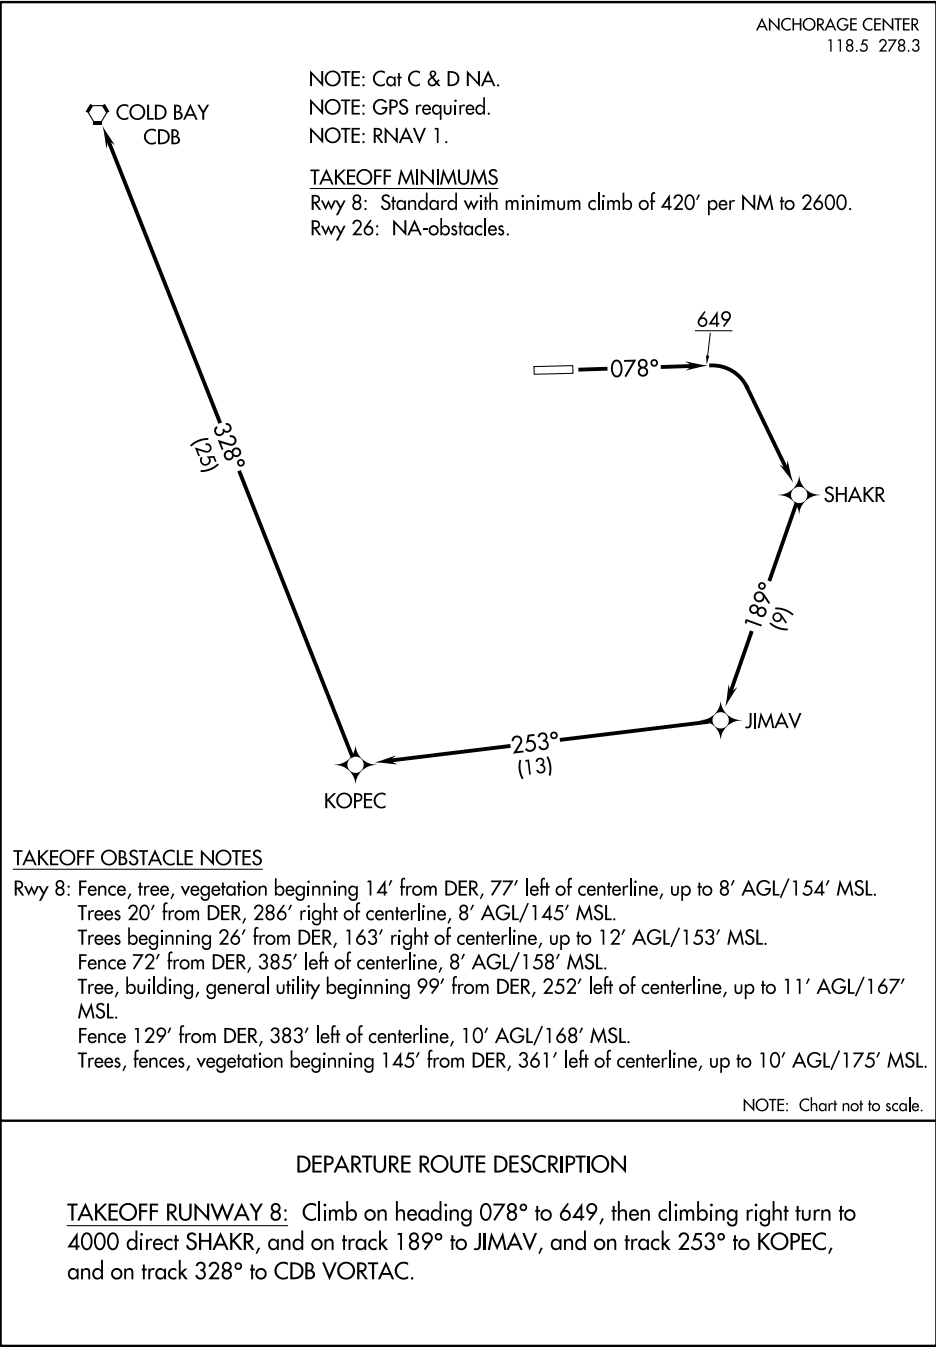 ANCHORAGE CENTER
118.5 278.3
NOTE: Cat C & D NA.
NOTE: GPS required.
NOTE: RNAV 1.
COLD BAY
CDB
TAKEOFF MINIMUMS
Rwy 8: Standard with minimum climb of 420' per NM to 2600.
Rwy 26: NA-obstacles.
649
078°
328°
(25)
SHAKR
189°
(9)
JIMAV
253°
(13)
KOPEC
TAKEOFF OBSTACLE NOTES
Rwy 8: Fence, tree, vegetation beginning 14' from DER, 77' left of centerline, up to 8' AGL/154' MSL.
Trees 20' from DER, 286' right of centerline, 8' AGL/145' MSL.
Trees beginning 26' from DER, 163' right of centerline, up to 12' AGL/153' MSL.
Fence 72' from DER, 385' left of centerline, 8' AGL/158' MSL.
Tree, building, general utility beginning 99' from DER, 252' left of centerline, up to 11' AGL/167'
MSL.
Fence 129' from DER, 383' left of centerline, 10' AGL/168' MSL.
Trees, fences, vegetation beginning 145' from DER, 361' left of centerline, up to 10' AGL/175' MSL.
NOTE: Chart not to scale.
DEPARTURE ROUTE DESCRIPTION
TAKEOFF RUNWAY 8: Climb on heading 078° to 649, then climbing right turn to
4000 direct SHAKR, and on track 189° to JIMAV, and on track 253° to KOPEC,
and on track 328° to CDB VORTAC.